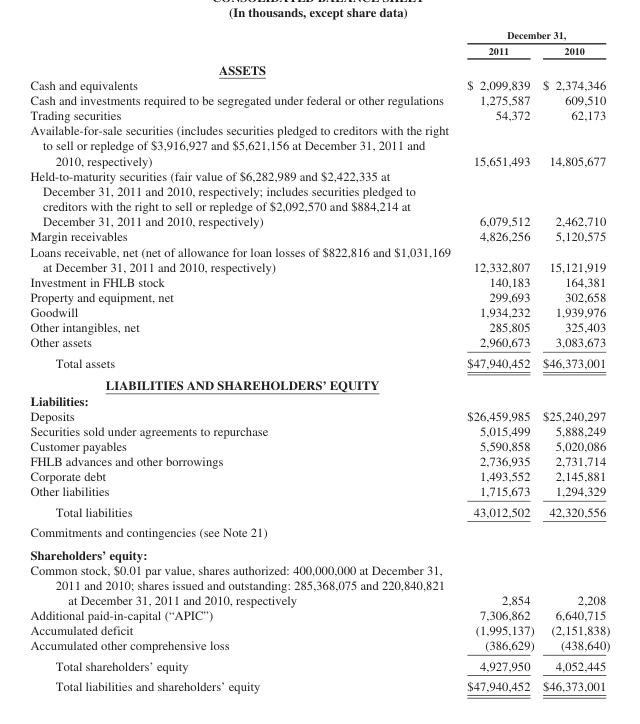 (In thousands, except share data)
December 31,
2011 2010
ASSETS
Cash and equivalents $ 2,099,839 $ 2,374,346
Cash and investments required to be segregated under federal or other regulations 1,275,587 609,510
Trading securities 54,372 62,173
Available-for-sale securities (includes securities pledged to creditors with the right
to sell or repledge of $3,916,927 and $5,621,156 at December 31, 2011 and
2010, respectively) 15,651,493 14,805,677
Held-to-maturity securities (fair value of $6,282,989 and $2,422,335 at
December 31, 2011 and 2010, respectively; includes securities pledged to
creditors with the right to sell or repledge of $2,092,570 and $884,214 at
December 31, 2011 and 2010, respectively) 6,079,512 2,462,710
Margin receivables 4,826,256 5,120,575
Loans receivable, net (net of allowance for loan losses of $822,816 and $1,031,169
at December 31, 2011 and 2010, respectively) 12,332,807 15,121,919
Investment in FHLB stock 140,183 164,381
Property and equipment, net 299,693 302,658
Goodwill 1,934,232 1,939,976
Other intangibles, net 285,805 325,403
Other assets 2,960,673 3,083,673
Total assets $47,940,452 $46,373,001
LIABILITIES AND SHAREHOLDERS' EQUITY
Liabilities:
Deposits $26,459,985 $25,240,297
Securities sold under agreements to repurchase 5,015,499 5,888,249
Customer payables 5,590,858 5,020,086
FHLB advances and other borrowings 2,736,935 2,731,714
Corporate debt 1,493,552 2,145,881
Other liabilities 1,715,673 1,294,329
Total liabilities 43,012,502 42,320,556
Commitments and contingencies (see Note 21)
Shareholders' equity:
Common stock, $0.01 par value, shares authorized: 400,000,000 at December 31,
2011 and 2010; shares issued and outstanding: 285,368,075 and 220,840,821
at December 31, 2011 and 2010, respectively 2,854 2,208
Additional paid-in-capital ("APIC") 7,306,862 6,640,715
Accumulated deficit (1,995,137) (2,151,838)
Accumulated other comprehensive loss (386,629) (438,640)
Total shareholders' equity 4,927,950 4,052,445
Total liabilities and shareholders' equity $47,940,452 $46,373,001